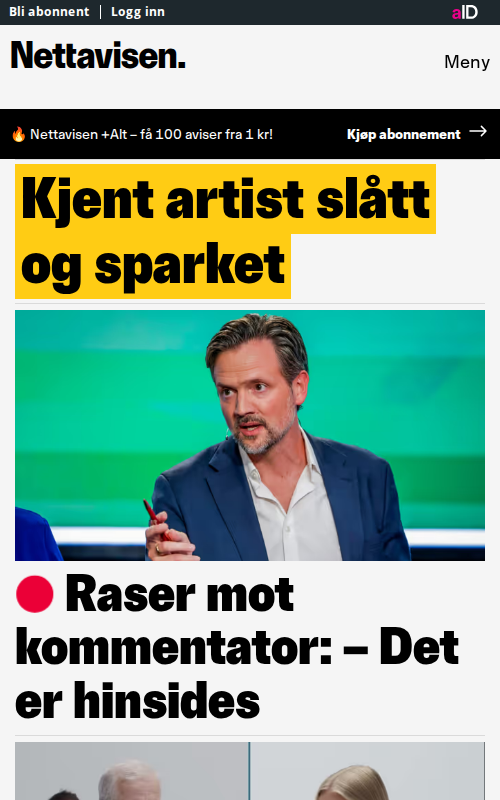 Bli abonnent | Logg inn
aID
Nettavisen.
Meny
🔥 Nettavisen +Alt – få 100 aviser fra 1 kr!
Kjøp abonnement →
Kjent artist slått
og sparket
🔴 Raser mot
kommentator: – Det
er hinsides